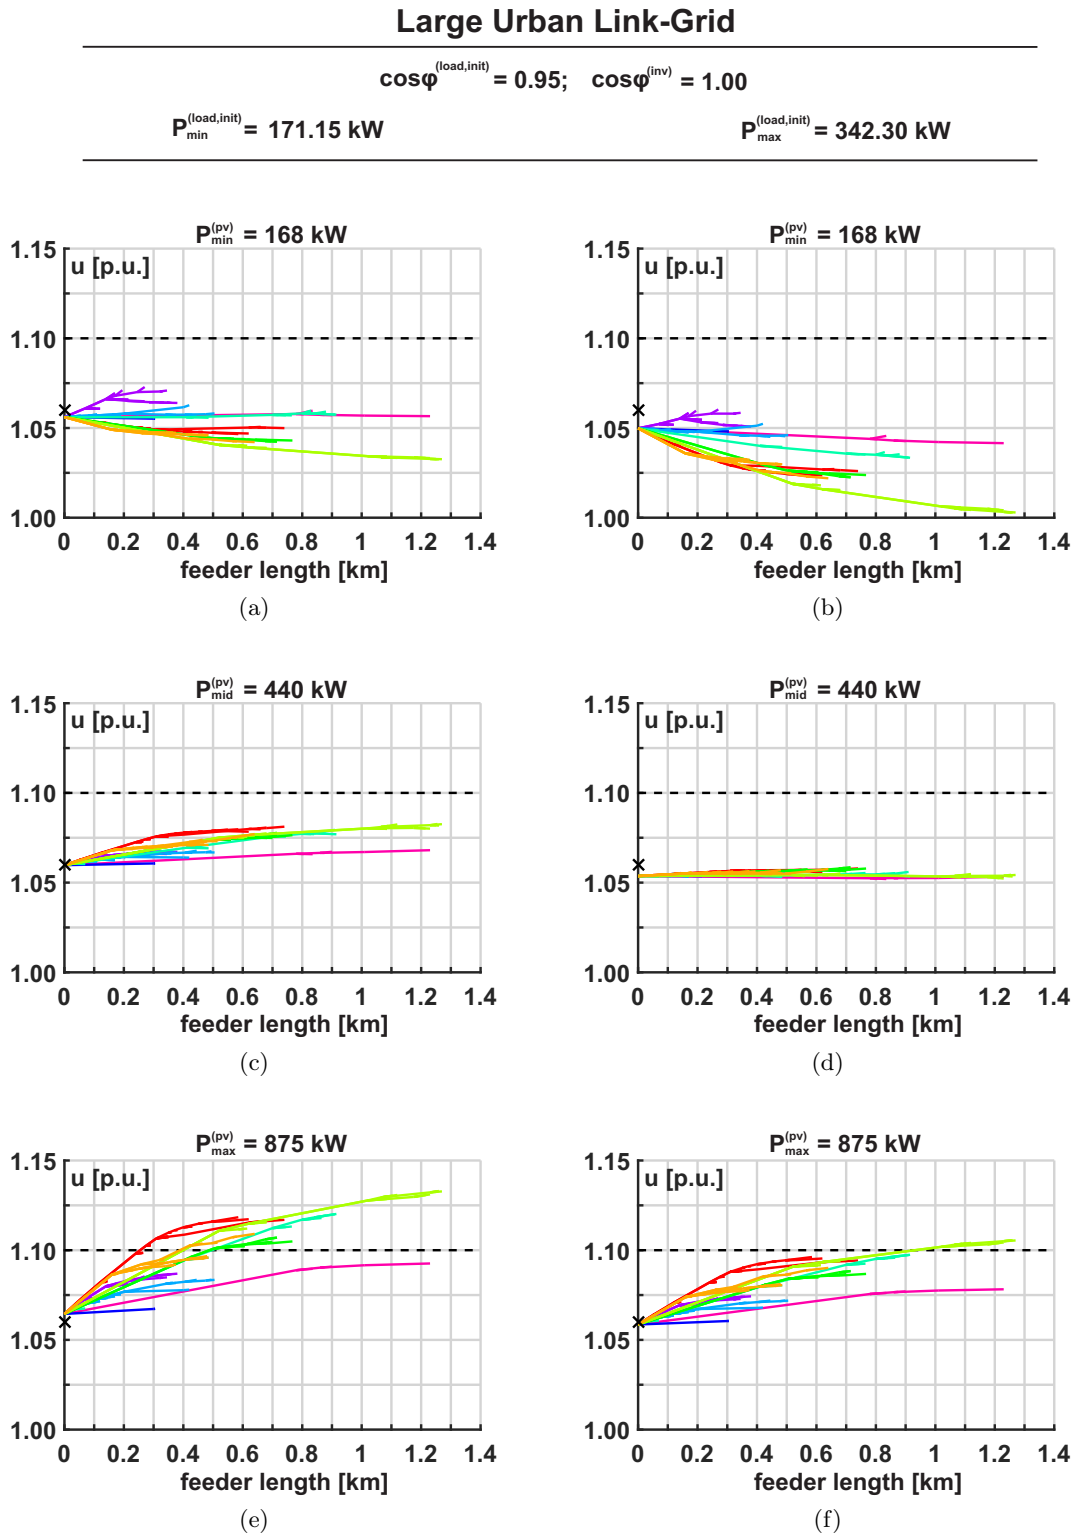 Large Urban Link-Grid
cosφ(load,init) = 0.95; cosφ(inv) = 1.00
Pmin(load,init) = 171.15 kW
Pmax(load,init) = 342.30 kW
Pmin(pv) = 168 kW
1.15
u [p.u.]
1.10
1.05
1.00
0 0.2 0.4 0.6 0.8 1 1.2 1.4
feeder length [km]
(a)
Pmin(pv) = 168 kW
1.15
u [p.u.]
1.10
1.05
1.00
0 0.2 0.4 0.6 0.8 1 1.2 1.4
feeder length [km]
(b)
Pmid(pv) = 440 kW
1.15
u [p.u.]
1.10
1.05
1.00
0 0.2 0.4 0.6 0.8 1 1.2 1.4
feeder length [km]
(c)
Pmid(pv) = 440 kW
1.15
u [p.u.]
1.10
1.05
1.00
0 0.2 0.4 0.6 0.8 1 1.2 1.4
feeder length [km]
(d)
Pmax(pv) = 875 kW
1.15
u [p.u.]
1.10
1.05
1.00
0 0.2 0.4 0.6 0.8 1 1.2 1.4
feeder length [km]
(e)
Pmax(pv) = 875 kW
1.15
u [p.u.]
1.10
1.05
1.00
0 0.2 0.4 0.6 0.8 1 1.2 1.4
feeder length [km]
(f)